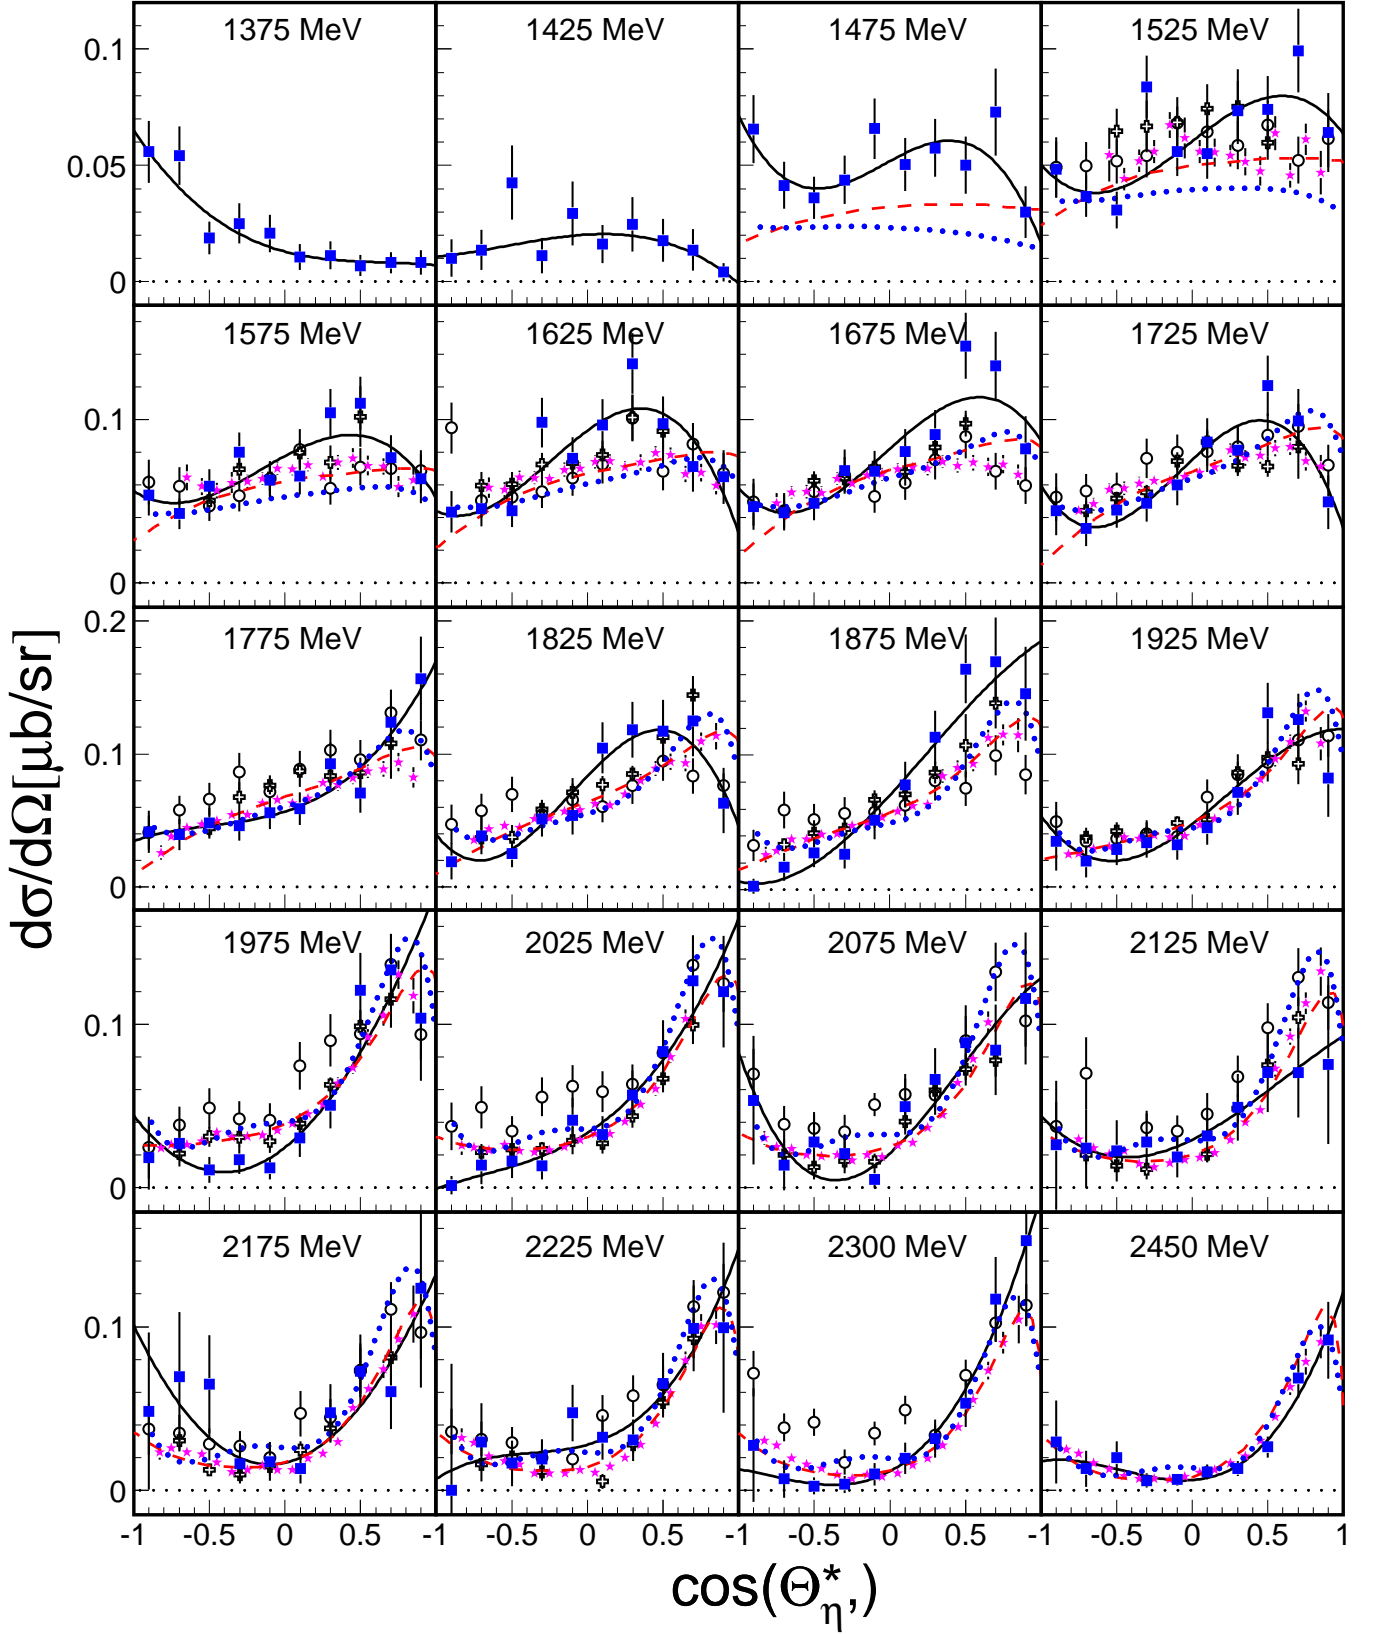 1375 MeV 1425 MeV 1475 MeV 1525 MeV
0.1
0.05
0
1575 MeV 1625 MeV 1675 MeV 1725 MeV
0.1
0
0.2
1775 MeV 1825 MeV 1875 MeV 1925 MeV
0.1
0
dσ/dΩ[μb/sr]
1975 MeV 2025 MeV 2075 MeV 2125 MeV
0.1
0
2175 MeV 2225 MeV 2300 MeV 2450 MeV
0.1
0
-1 -0.5 0 0.5 -1 -0.5 0 0.5 -1 -0.5 0 0.5 -1 -0.5 0 0.5 1
cos(Θ*η,)